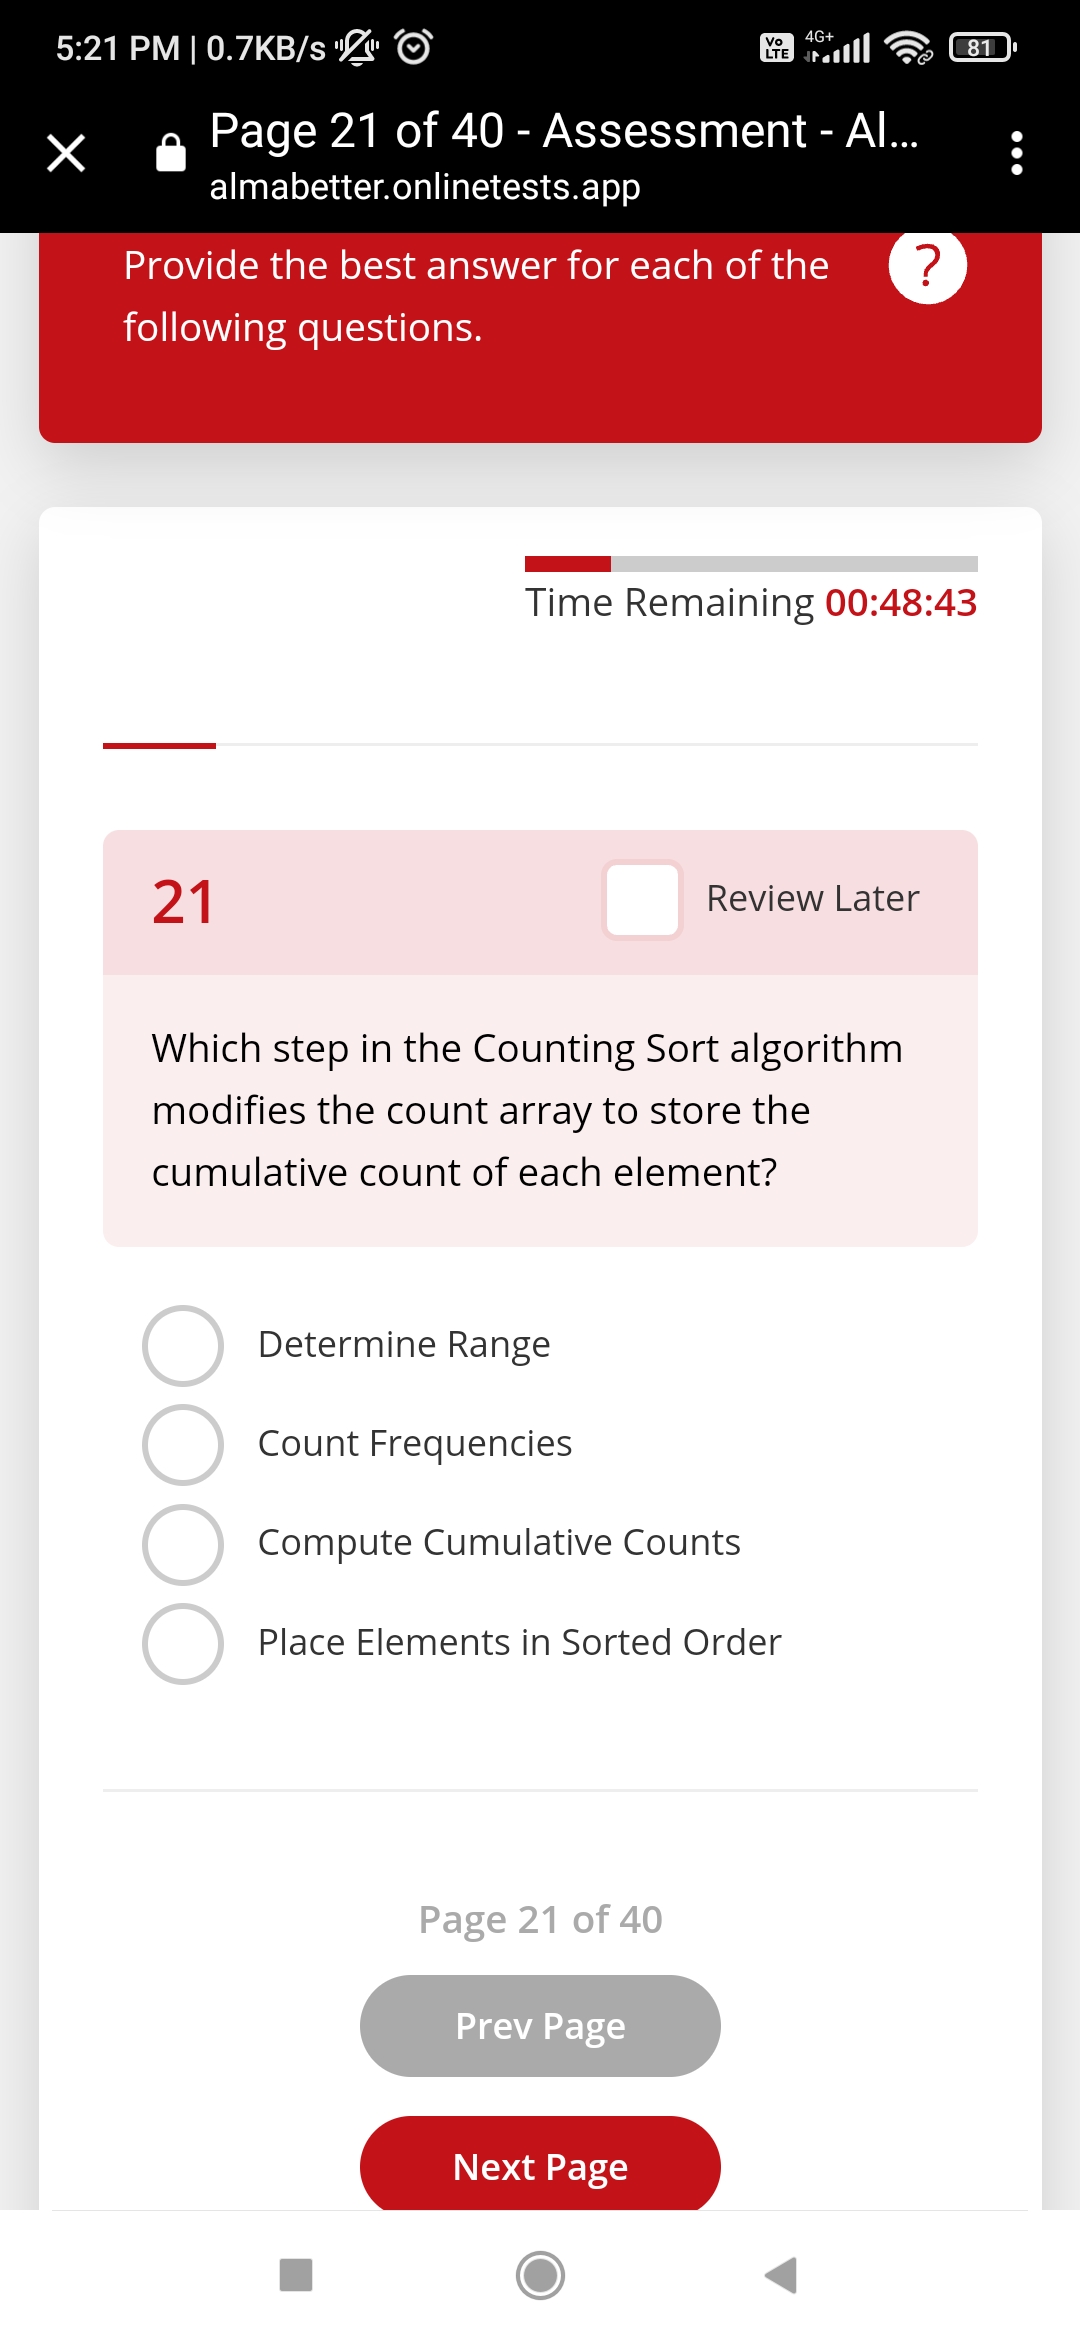 5:21 PM | 0.7KB/s
Vo LTE 4G+ 81
Page 21 of 40 - Assessment - Al...
almabetter.onlinetests.app
Provide the best answer for each of the
following questions.
?
Time Remaining 00:48:43
21
Review Later
Which step in the Counting Sort algorithm
modifies the count array to store the
cumulative count of each element?
Determine Range
Count Frequencies
Compute Cumulative Counts
Place Elements in Sorted Order
Page 21 of 40
Prev Page
Next Page